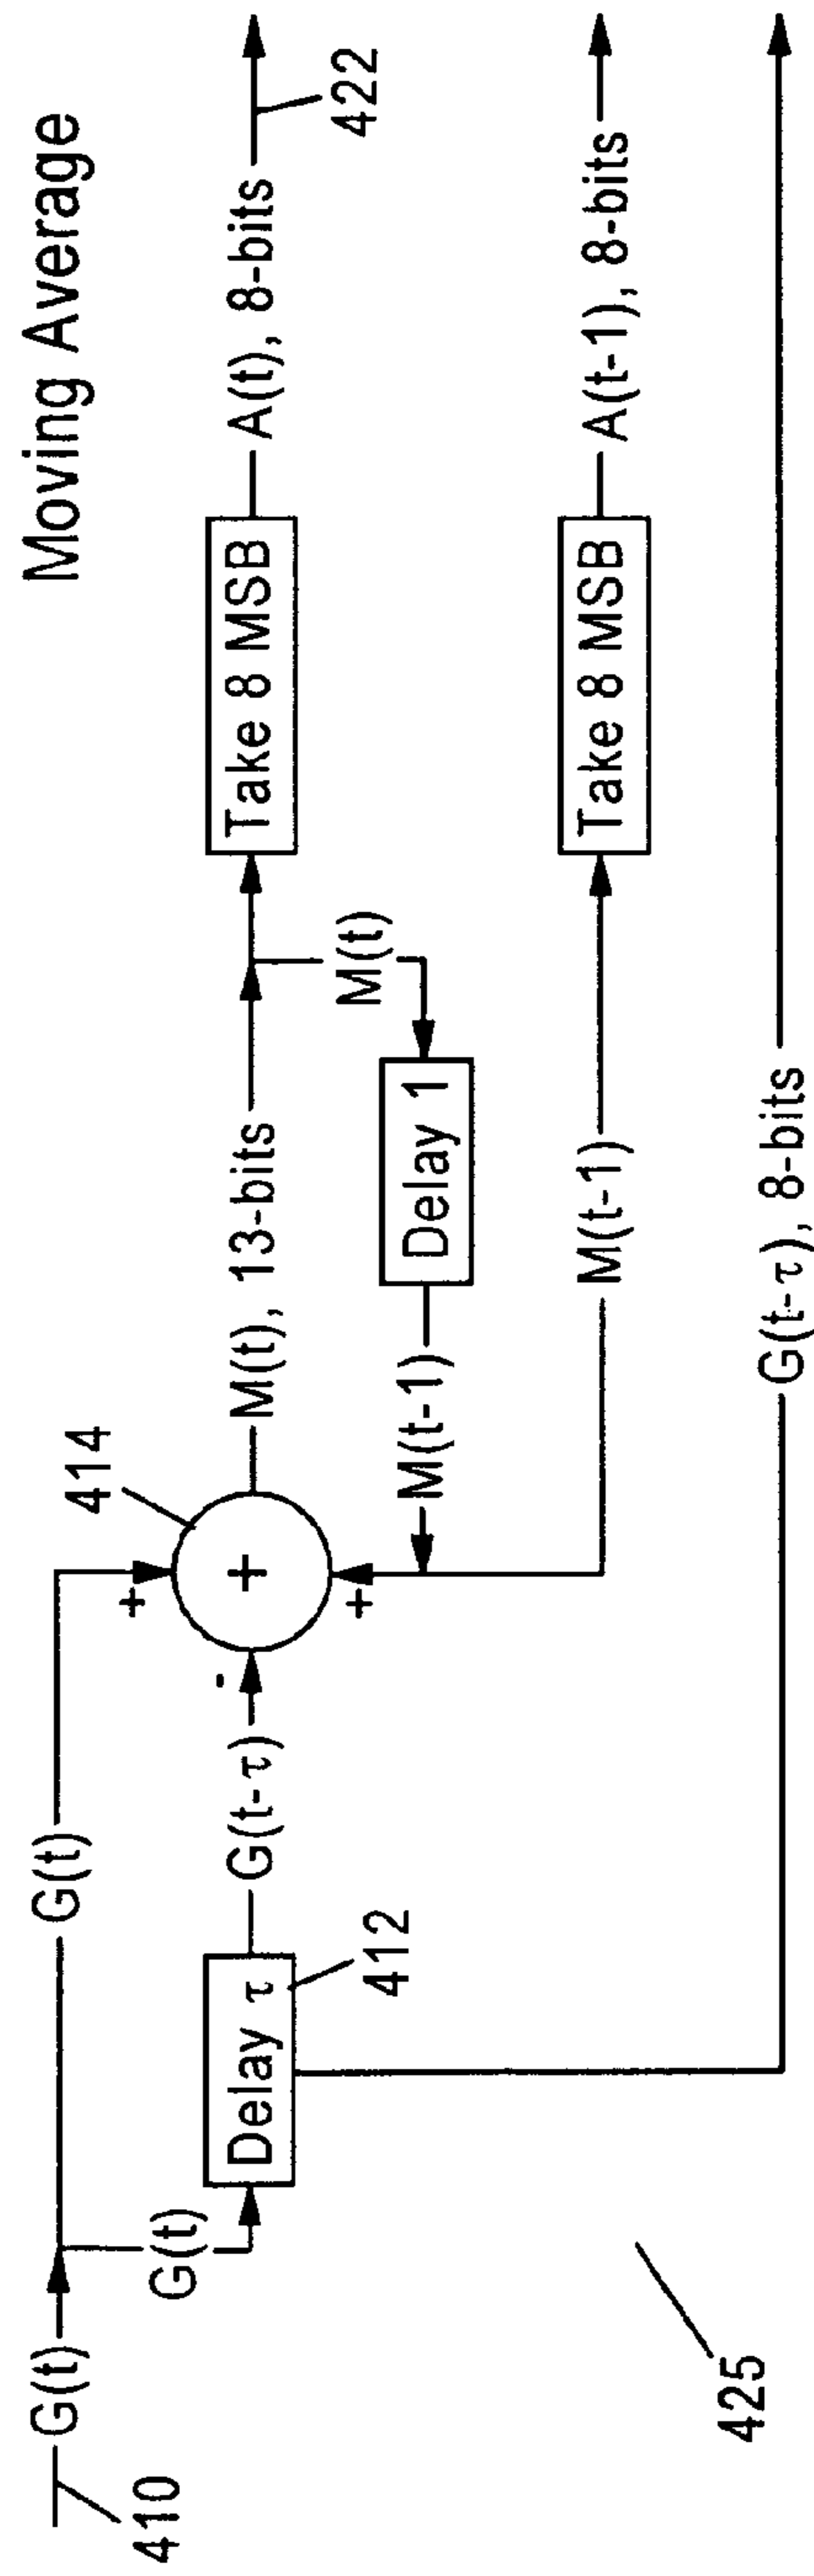 Moving Average
410
G(t)
G(t)
G(t)
Delay τ
412
G(t-τ)
-
+
+
+
414
M(t), 13-bits
M(t)
Delay 1
M(t-1)
Take 8 MSB
A(t), 8-bits
422
M(t-1)
Take 8 MSB
A(t-1), 8-bits
G(t-τ), 8-bits
425